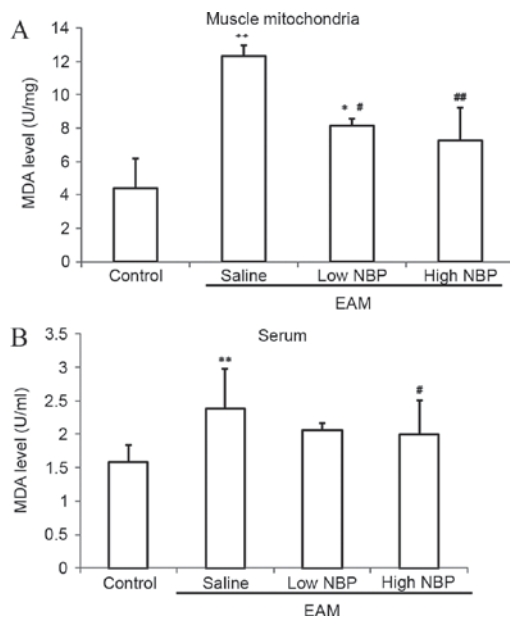 A
Muscle mitochondria
14
12
10
8
6
4
2
0
MDA level (U/mg)
**
* #
##
Control Saline Low NBP High NBP
EAM
B
Serum
3.5
3
2.5
2
1.5
1
0.5
0
MDA level (U/ml)
**
#
Control Saline Low NBP High NBP
EAM